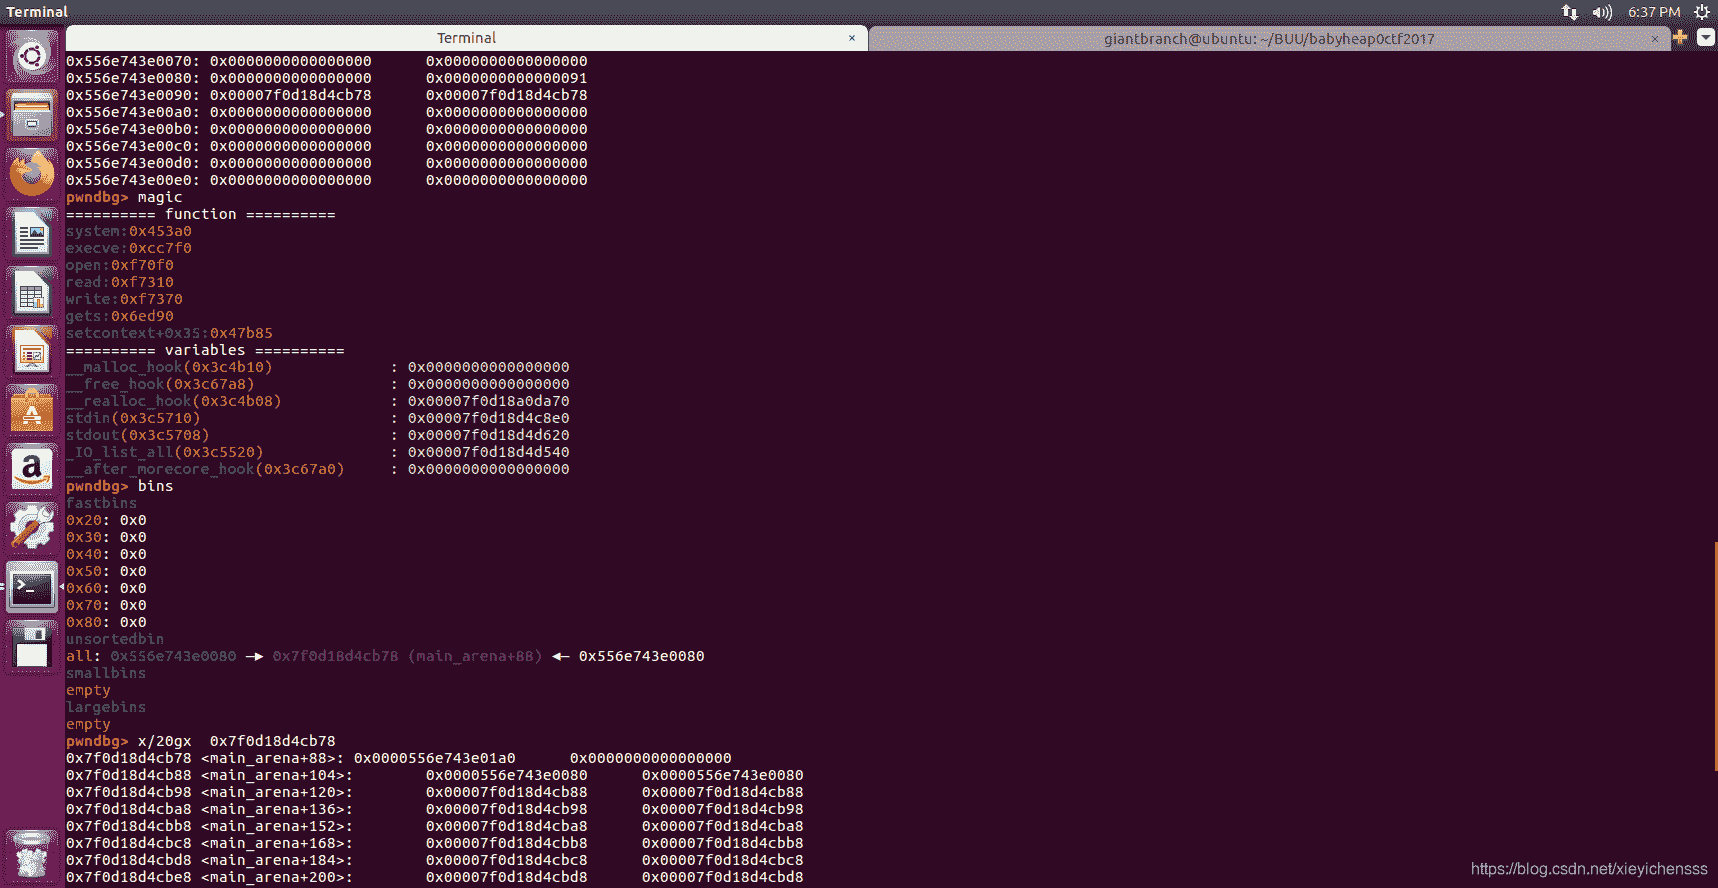 Terminal
6:37 PM
Terminal ×
giantbranch@ubuntu: ~/BUU/babyheap0ctf2017 ×
0x556e743e0070: 0x0000000000000000 0x0000000000000000
0x556e743e0080: 0x0000000000000000 0x0000000000000091
0x556e743e0090: 0x00007f0d18d4cb78 0x00007f0d18d4cb78
0x556e743e00a0: 0x0000000000000000 0x0000000000000000
0x556e743e00b0: 0x0000000000000000 0x0000000000000000
0x556e743e00c0: 0x0000000000000000 0x0000000000000000
0x556e743e00d0: 0x0000000000000000 0x0000000000000000
0x556e743e00e0: 0x0000000000000000 0x0000000000000000
pwndbg> magic
========== function ==========
system:0x453a0
execve:0xcc7f0
open:0xf70f0
read:0xf7310
write:0xf7370
gets:0x6ed90
setcontext+0x35:0x47b85
========== variables ==========
__malloc_hook(0x3c4b10) : 0x0000000000000000
__free_hook(0x3c67a8) : 0x0000000000000000
__realloc_hook(0x3c4b08) : 0x00007f0d18a0da70
stdin(0x3c5710) : 0x00007f0d18d4c8e0
stdout(0x3c5708) : 0x00007f0d18d4d620
_IO_list_all(0x3c5520) : 0x00007f0d18d4d540
__after_morecore_hook(0x3c67a0) : 0x0000000000000000
pwndbg> bins
fastbins
0x20: 0x0
0x30: 0x0
0x40: 0x0
0x50: 0x0
0x60: 0x0
0x70: 0x0
0x80: 0x0
unsortedbin
all: 0x556e743e0080 —▸ 0x7f0d18d4cb78 (main_arena+88) ◂— 0x556e743e0080
smallbins
empty
largebins
empty
pwndbg> x/20gx 0x7f0d18d4cb78
0x7f0d18d4cb78 <main_arena+88>: 0x0000556e743e01a0 0x0000000000000000
0x7f0d18d4cb88 <main_arena+104>: 0x0000556e743e0080 0x0000556e743e0080
0x7f0d18d4cb98 <main_arena+120>: 0x00007f0d18d4cb88 0x00007f0d18d4cb88
0x7f0d18d4cba8 <main_arena+136>: 0x00007f0d18d4cb98 0x00007f0d18d4cb98
0x7f0d18d4cbb8 <main_arena+152>: 0x00007f0d18d4cba8 0x00007f0d18d4cba8
0x7f0d18d4cbc8 <main_arena+168>: 0x00007f0d18d4cbb8 0x00007f0d18d4cbb8
0x7f0d18d4cbd8 <main_arena+184>: 0x00007f0d18d4cbc8 0x00007f0d18d4cbc8
0x7f0d18d4cbe8 <main_arena+200>: 0x00007f0d18d4cbd8 0x00007f0d18d4cbd8
https://blog.csdn.net/xieyichensss